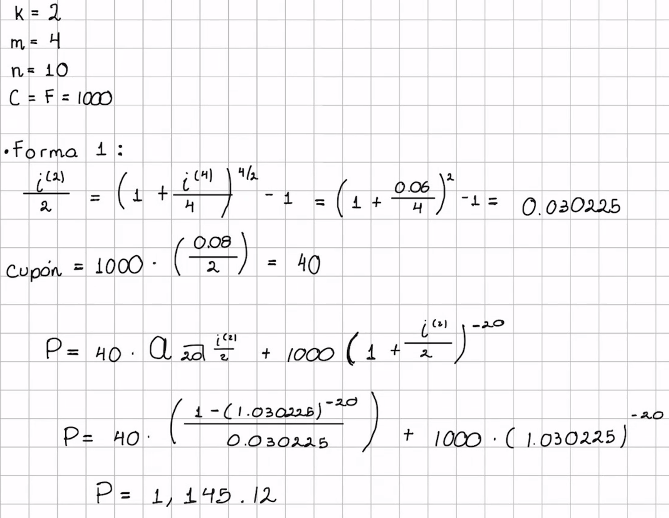 k = 2
m = 4
n = 10
C = F = 1000
• Forma 1 :
i^(2)/2 = (1 + i^(4)/4)^4/2 - 1 = (1 + 0.06/4)^2 - 1 = 0.030225
Cupón = 1000 · (0.08/2) = 40
P = 40 · a 20┐ i^(2)/2 + 1000 (1 + i^(2)/2)^-20
P = 40 · (1 - (1.030225)^-20 / 0.030225) + 1000 · (1.030225)^-20
P = 1,145.12